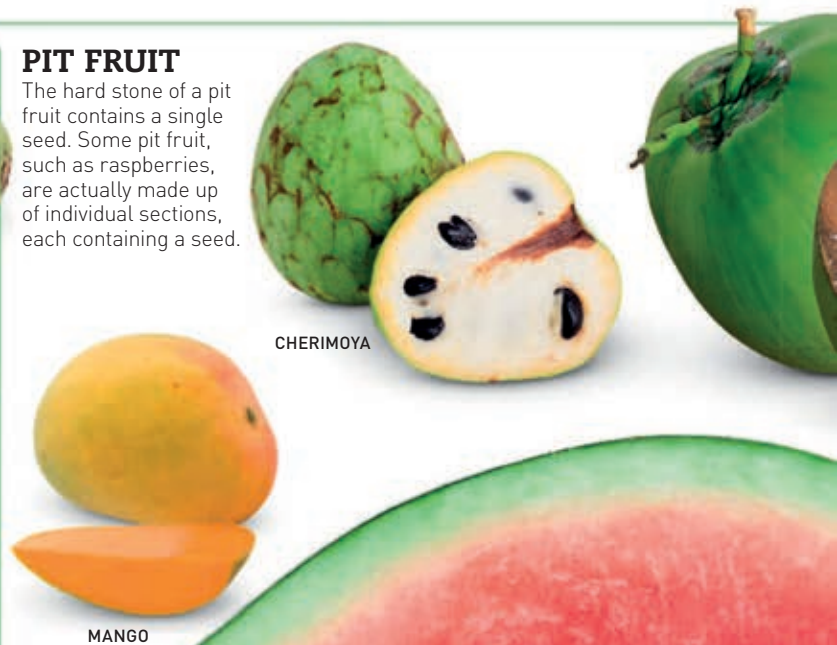 PIT FRUIT
The hard stone of a pit
fruit contains a single
seed. Some pit fruit,
such as raspberries,
are actually made up
of individual sections,
each containing a seed.
CHERIMOYA
MANGO